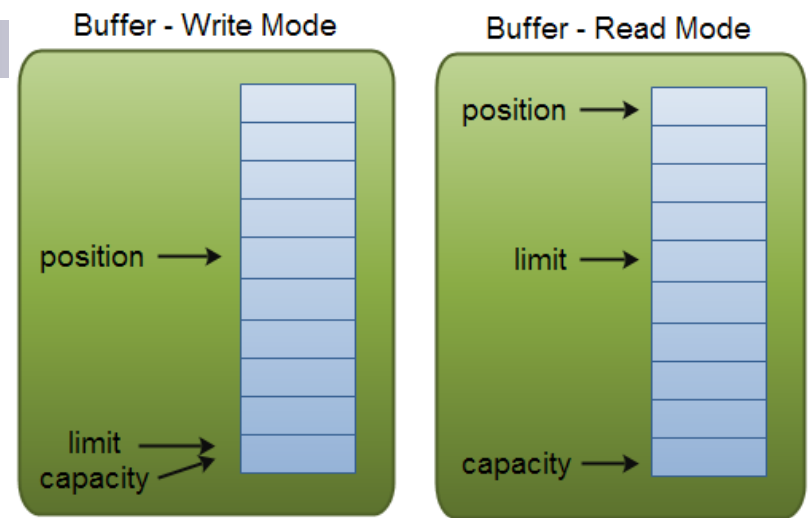 Buffer - Write Mode
position
limit
capacity
Buffer - Read Mode
position
limit
capacity